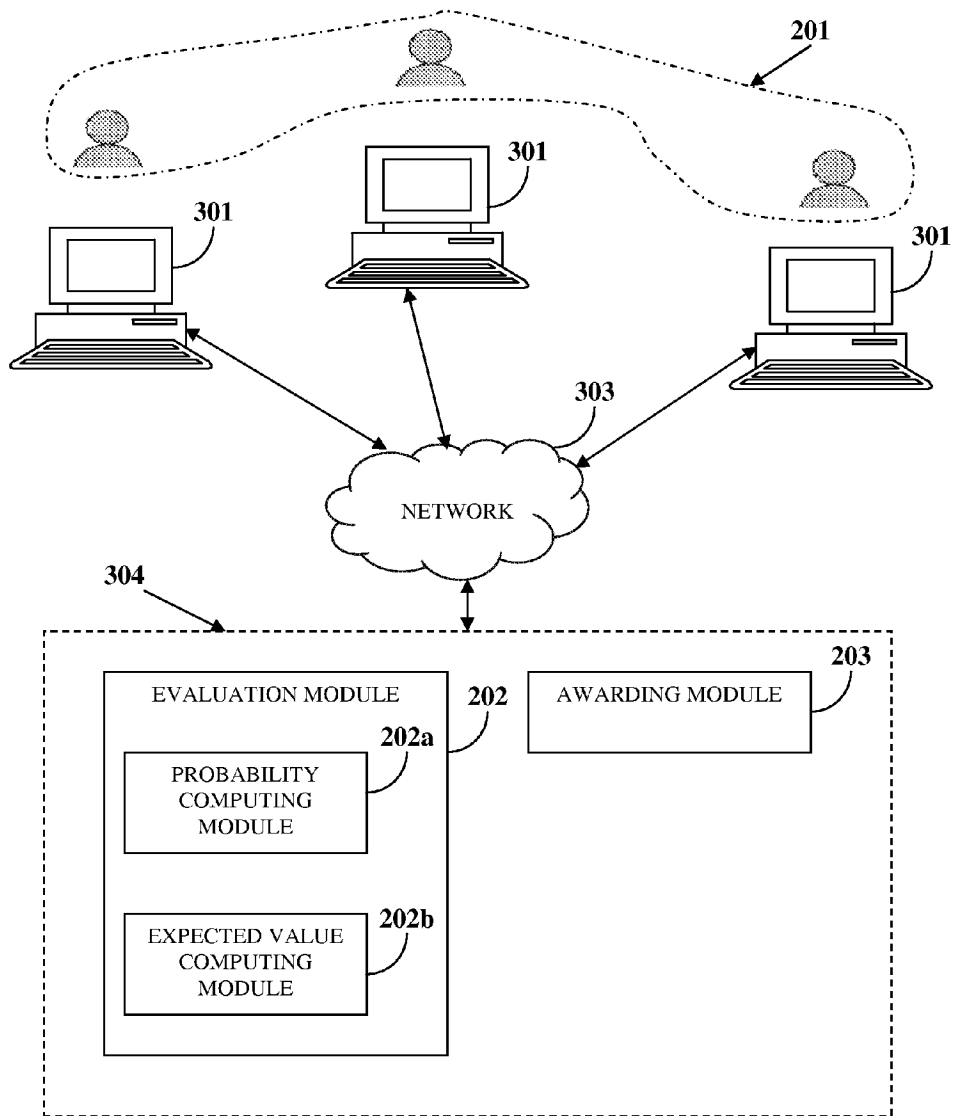 201
301
301
301
303
NETWORK
304
203
EVALUATION MODULE
202
AWARDING MODULE
202a
PROBABILITY
COMPUTING
MODULE
202b
EXPECTED VALUE
COMPUTING
MODULE